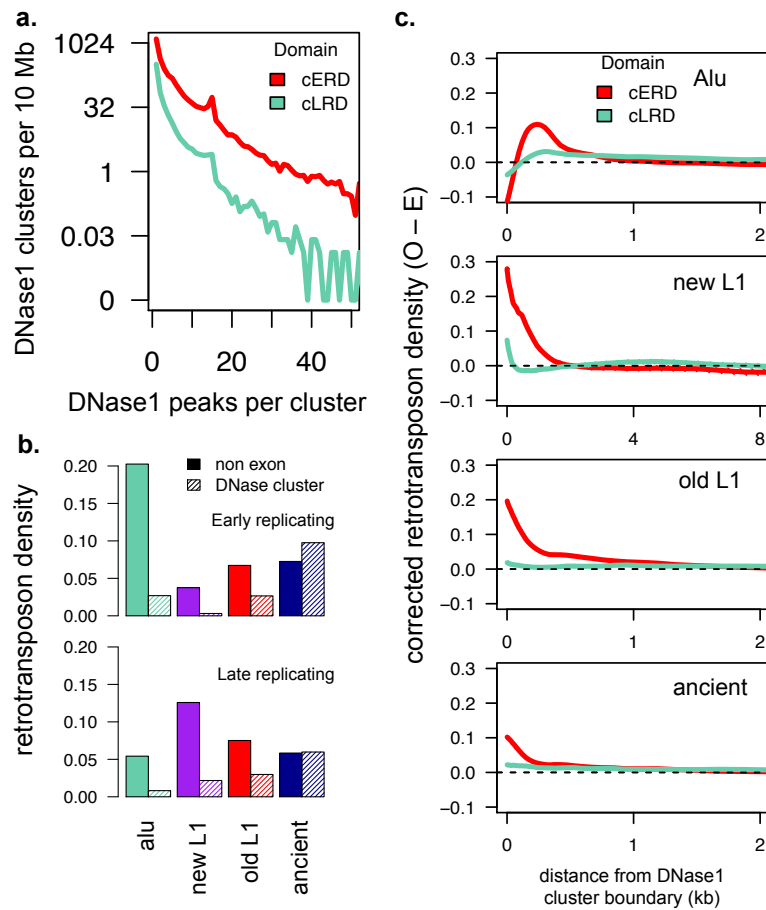 a.
DNase1 clusters per 10 Mb
1024
32
1
0.03
0
Domain
cERD
cLRD
0
20
40
DNase1 peaks per cluster
b.
retrotransposon density
0.20
0.15
0.10
0.05
0.00
non exon
DNase cluster
Early replicating
0.20
0.15
0.10
0.05
0.00
Late replicating
alu
new L1
old L1
ancient
c.
corrected retrotransposon density (O − E)
0.3
0.2
0.1
0.0
−0.1
Domain
cERD
cLRD
Alu
0
1
2
0.3
0.2
0.1
0.0
−0.1
new L1
0
4
8
0.3
0.2
0.1
0.0
−0.1
old L1
0
1
2
0.3
0.2
0.1
0.0
−0.1
ancient
0
1
2
distance from DNase1
cluster boundary (kb)